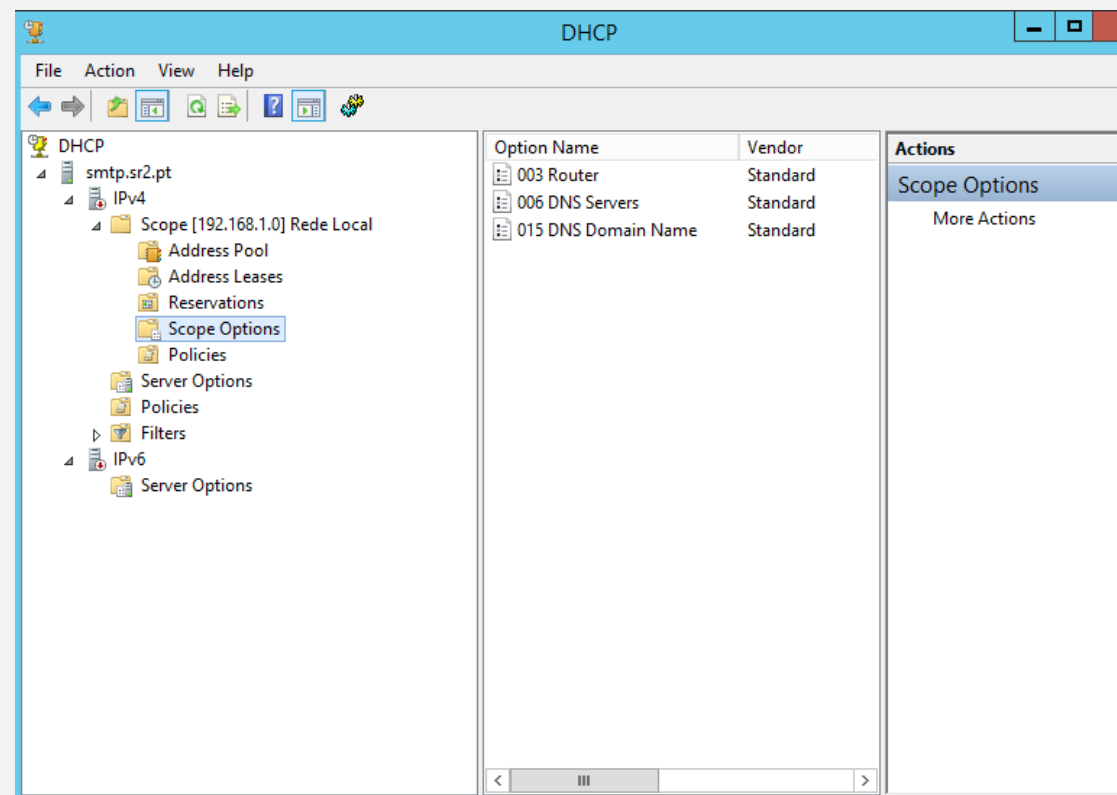 DHCP
File Action View Help
DHCP
smtp.sr2.pt
IPv4
Scope [192.168.1.0] Rede Local
Address Pool
Address Leases
Reservations
Scope Options
Policies
Server Options
Policies
Filters
IPv6
Server Options
Option Name Vendor
003 Router Standard
006 DNS Servers Standard
015 DNS Domain Name Standard
Actions
Scope Options
More Actions